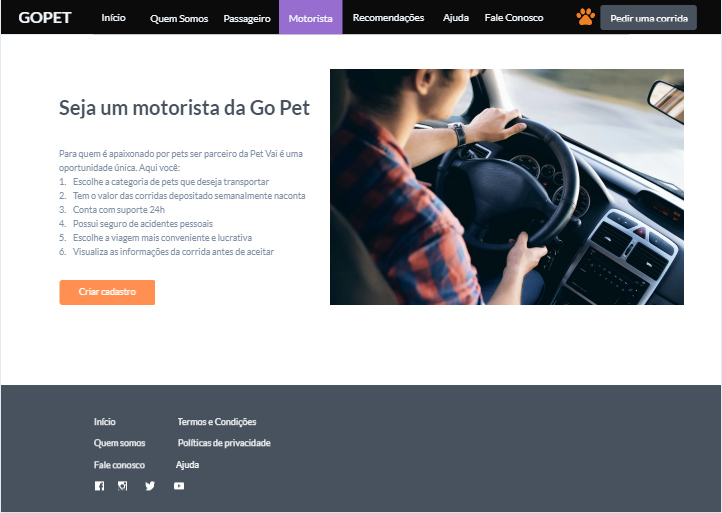 GOPET
Início
Quem Somos
Passageiro
Motorista
Recomendações
Ajuda
Fale Conosco
Pedir uma corrida
Seja um motorista da Go Pet
Para quem é apaixonado por pets ser parceiro da Pet Vai é uma
oportunidade única. Aqui você:
1. Escolhe a categoria de pets que deseja transportar
2. Tem o valor das corridas depositado semanalmente naconta
3. Conta com suporte 24h
4. Possui seguro de acidentes pessoais
5. Escolhe a viagem mais conveniente e lucrativa
6. Visualiza as informações da corrida antes de aceitar
Criar cadastro
Início
Termos e Condições
Quem somos
Políticas de privacidade
Fale conosco
Ajuda